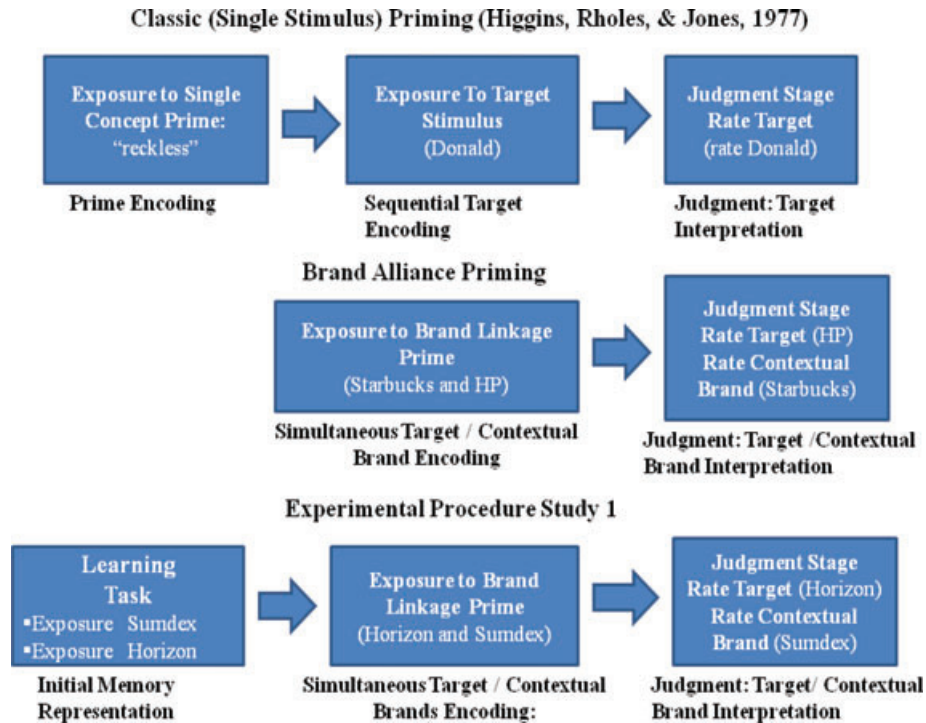 Classic (Single Stimulus) Priming (Higgins, Rholes, & Jones, 1977)
Exposure to Single
Concept Prime:
“reckless”
Exposure To Target
Stimulus
(Donald)
Judgment Stage
Rate Target
(rate Donald)
Prime Encoding
Sequential Target
Encoding
Judgment: Target
Interpretation
Brand Alliance Priming
Exposure to Brand Linkage
Prime
(Starbucks and HP)
Judgment Stage
Rate Target (HP)
Rate Contextual
Brand (Starbucks)
Simultaneous Target / Contextual
Brand Encoding
Judgment: Target /Contextual
Brand Interpretation
Experimental Procedure Study 1
Learning
Task
▪Exposure Sumdex
▪Exposure Horizon
Exposure to Brand
Linkage Prime
(Horizon and Sumdex)
Judgment Stage
Rate Target (Horizon)
Rate Contextual
Brand (Sumdex)
Initial Memory
Representation
Simultaneous Target / Contextual
Brands Encoding:
Judgment: Target/ Contextual
Brand Interpretation